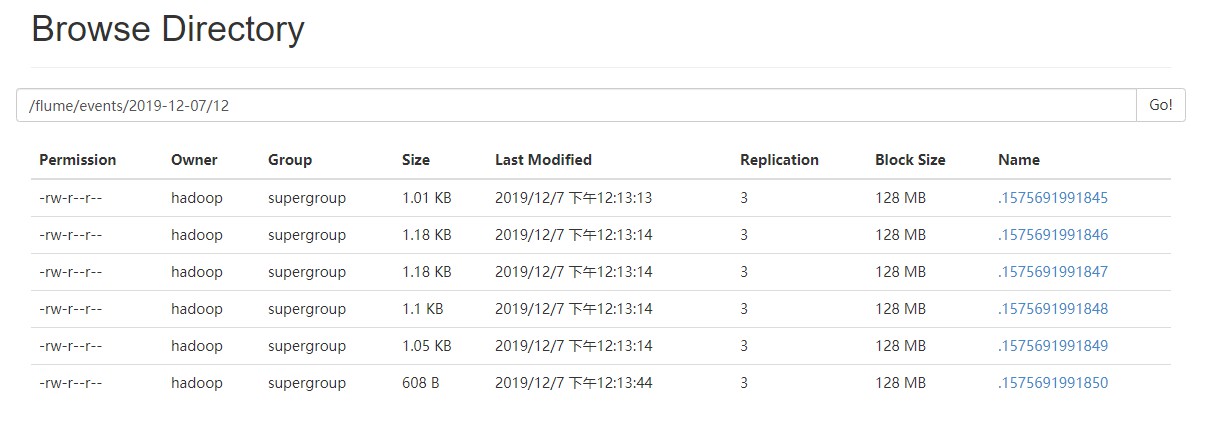 Browse Directory
/flume/events/2019-12-07/12 Go!
Permission Owner Group Size Last Modified Replication Block Size Name
-rw-r--r-- hadoop supergroup 1.01 KB 2019/12/7 下午12:13:13 3 128 MB .1575691991845
-rw-r--r-- hadoop supergroup 1.18 KB 2019/12/7 下午12:13:14 3 128 MB .1575691991846
-rw-r--r-- hadoop supergroup 1.18 KB 2019/12/7 下午12:13:14 3 128 MB .1575691991847
-rw-r--r-- hadoop supergroup 1.1 KB 2019/12/7 下午12:13:14 3 128 MB .1575691991848
-rw-r--r-- hadoop supergroup 1.05 KB 2019/12/7 下午12:13:14 3 128 MB .1575691991849
-rw-r--r-- hadoop supergroup 608 B 2019/12/7 下午12:13:44 3 128 MB .1575691991850